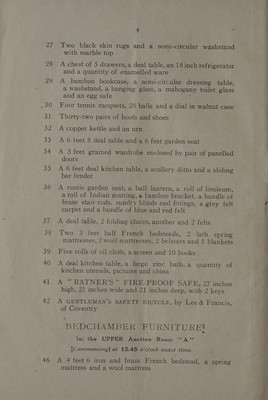 4
27 Two black skin rugs and a semi-circular washstand
with marble top
28 A chest of 5 drawers, a deal table, an 18 inch refrigerator
and a quantity of enamelled ware
29 A bamboo bookcase, a semi-circular dressing table,
a washstand, a hanging glass, a mahogany toilet glass
and an egg safe
30 Four tennis racquets, 28 balls and a dial in walnut case
31 Thirty-two pairs of boots and shoes
32 A copper kettle and an urn
33 A 6 feet 8 deal table and a 6 feet garden seat
34 A 5 feet grained wardrobe enclosed by pair of panelled
doors
35 A 6 feet deal kitchen table, a scullery ditto and a sliding
bar fender
36 A rustic garden seat, a hall lantern, a roll of linoleum,
a roll of Indian matting, a bamboo bracket, a bundle of
brass stair rods, sundry blinds and fittings, a grey felt
carpet and a bundle of blue and red felt
37 A deal table, 2 folding chairs, another and 2 felts
38 Two 3 feet half French bedsteads, 2 lath spring
mattresses, 2 wool mattresses, 2 bolsters and 5 blankets
39 Five rolls of oil cloth, a screen and 10 books
40 A deal kitchen table, a large zinc bath, a quantity of
kitchen utensils, pictures and china
41 A "RATNER'S" FIRE PROOF SAFE, 27 inches
high, 21 inches wide and 21 inches deep, with 2 keys
42 A GENTLEMAN'S SAFETY BICYCLE, by Lee & Francis,
of Coventry
BEDCHAMBER FURNITURE
In the UPPER Auction Room "A"
Commencing at 12.45 o'clock exact time.
46 A 4 feet 6 iron and brass French bedstead, a spring
mattress and a wool mattress